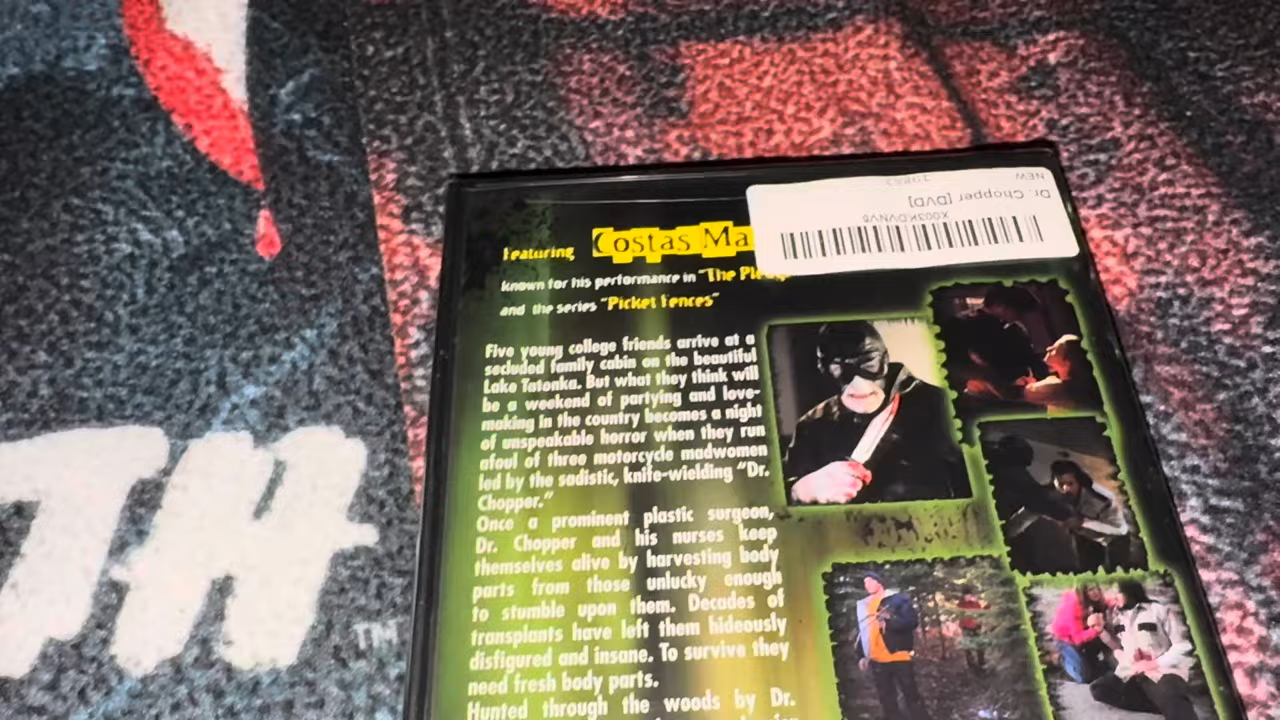 TH
TM
NEW
Dr. Chopper [DVD]
X003KDVNV5
Featuring Costas Ma
known for his performance in "The Pledge
and the series "Picket Fences"
Five young college friends arrive at a
secluded family cabin on the beautiful
Lake Tatonka. But what they think will
be a weekend of partying and love-
making in the country becomes a night
of unspeakable horror when they run
afoul of three motorcycle madwomen
led by the sadistic, knife-wielding "Dr.
Chopper."
Once a prominent plastic surgeon,
Dr. Chopper and his nurses keep
themselves alive by harvesting body
parts from those unlucky enough
to stumble upon them. Decades of
transplants have left them hideously
disfigured and insane. To survive they
need fresh body parts.
Hunted through the woods by Dr.